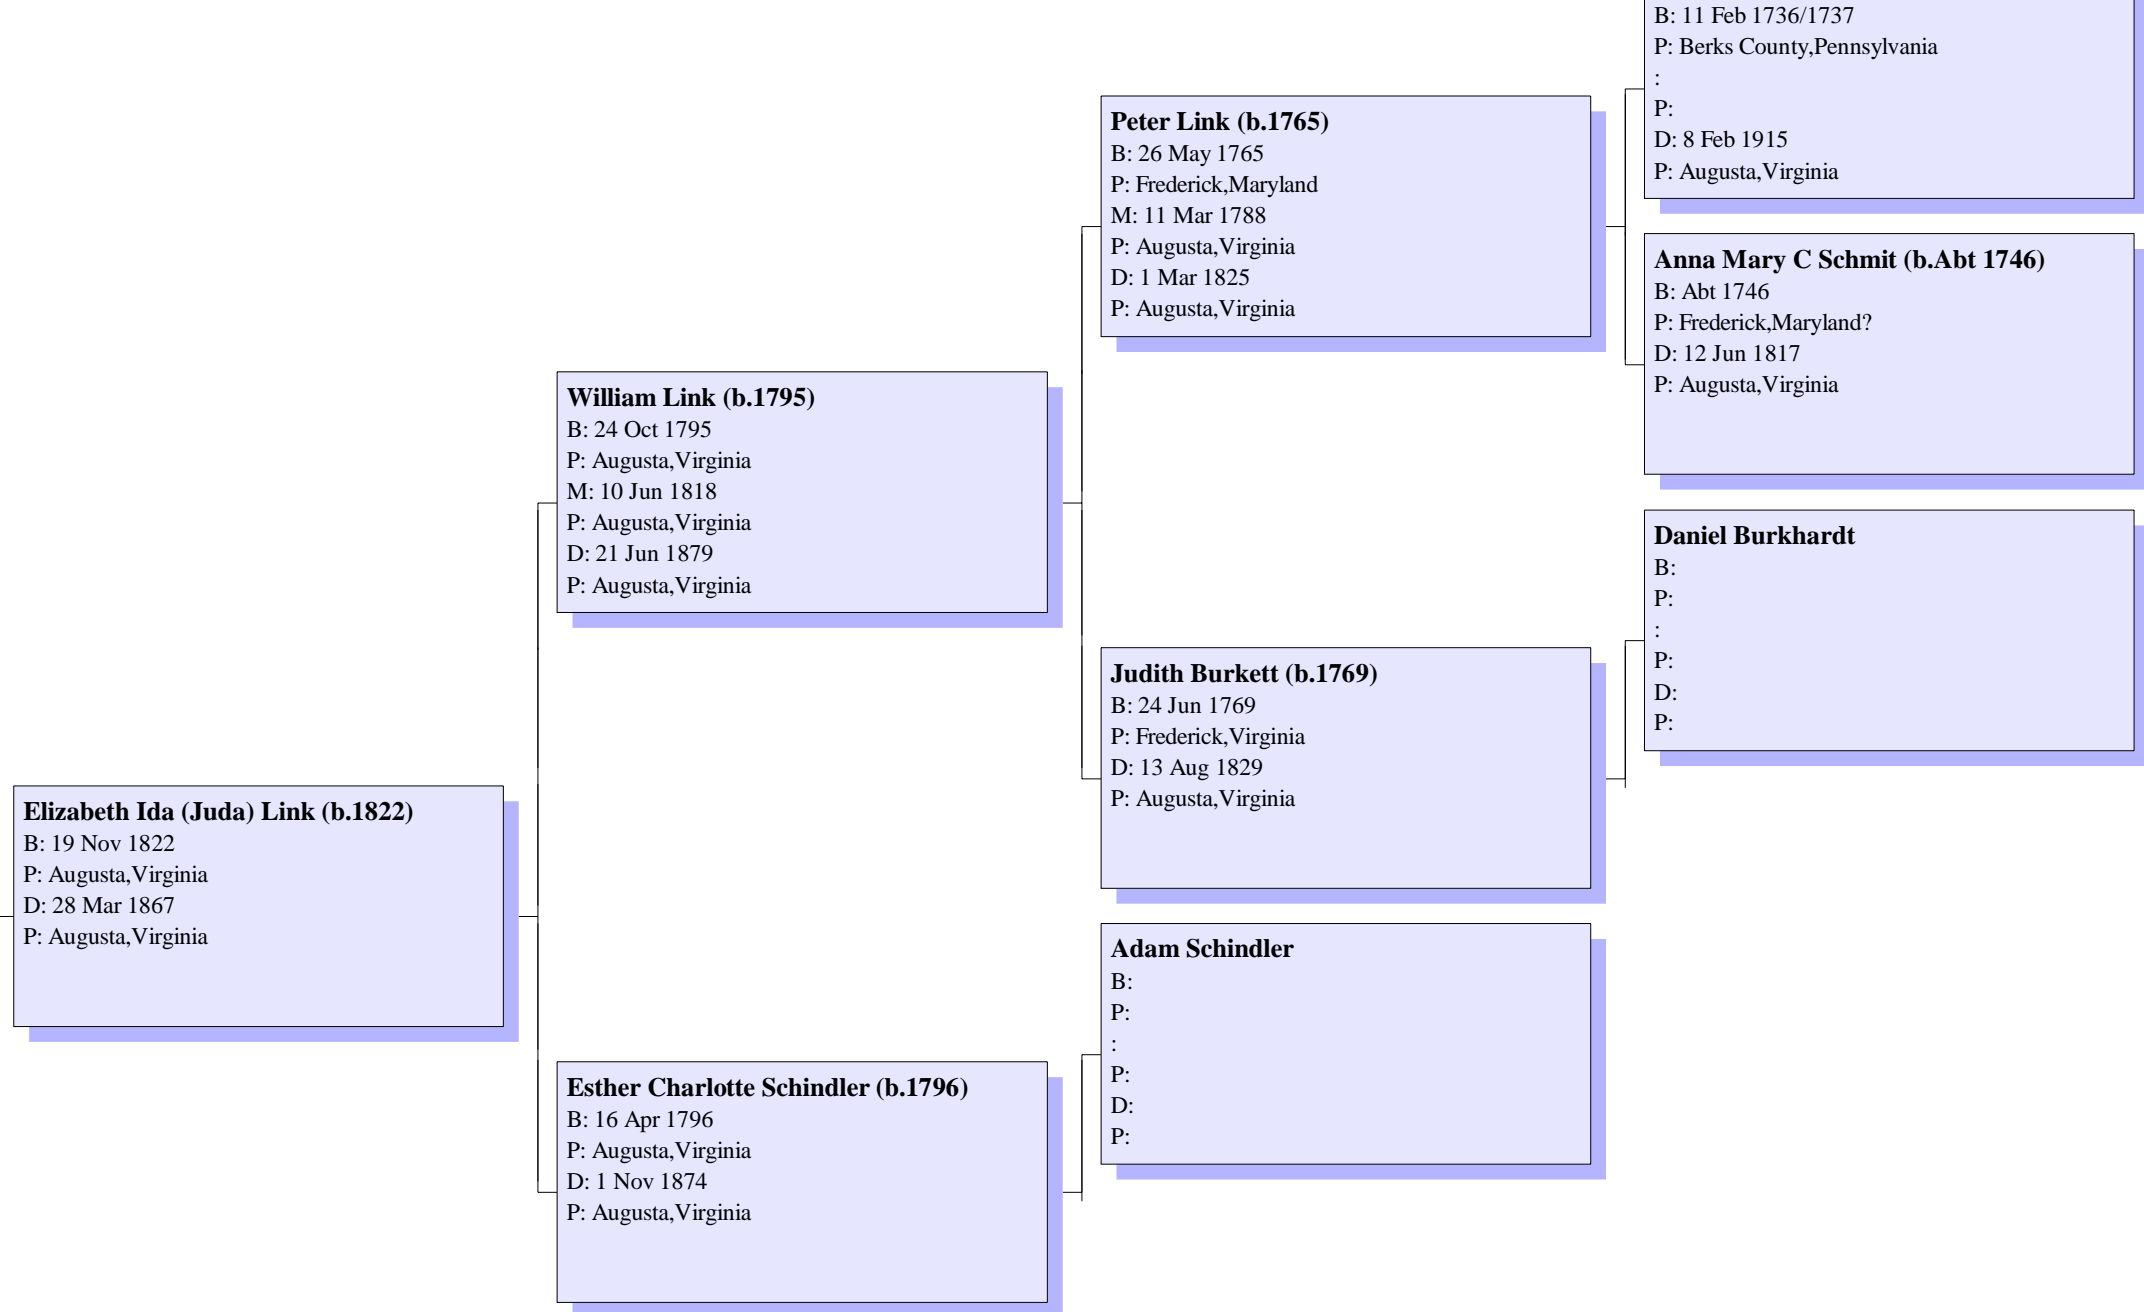 B: 11 Feb 1736/1737
P: Berks County,Pennsylvania
:
P:
D: 8 Feb 1915
P: Augusta,Virginia
Peter Link (b.1765)
B: 26 May 1765
P: Frederick,Maryland
M: 11 Mar 1788
P: Augusta,Virginia
D: 1 Mar 1825
P: Augusta,Virginia
Anna Mary C Schmit (b.Abt 1746)
B: Abt 1746
P: Frederick,Maryland?
D: 12 Jun 1817
P: Augusta,Virginia
William Link (b.1795)
B: 24 Oct 1795
P: Augusta,Virginia
M: 10 Jun 1818
P: Augusta,Virginia
D: 21 Jun 1879
P: Augusta,Virginia
Daniel Burkhardt
B:
P:
:
P:
D:
P:
Judith Burkett (b.1769)
B: 24 Jun 1769
P: Frederick,Virginia
D: 13 Aug 1829
P: Augusta,Virginia
Elizabeth Ida (Juda) Link (b.1822)
B: 19 Nov 1822
P: Augusta,Virginia
D: 28 Mar 1867
P: Augusta,Virginia
Adam Schindler
B:
P:
:
P:
D:
P:
Esther Charlotte Schindler (b.1796)
B: 16 Apr 1796
P: Augusta,Virginia
D: 1 Nov 1874
P: Augusta,Virginia